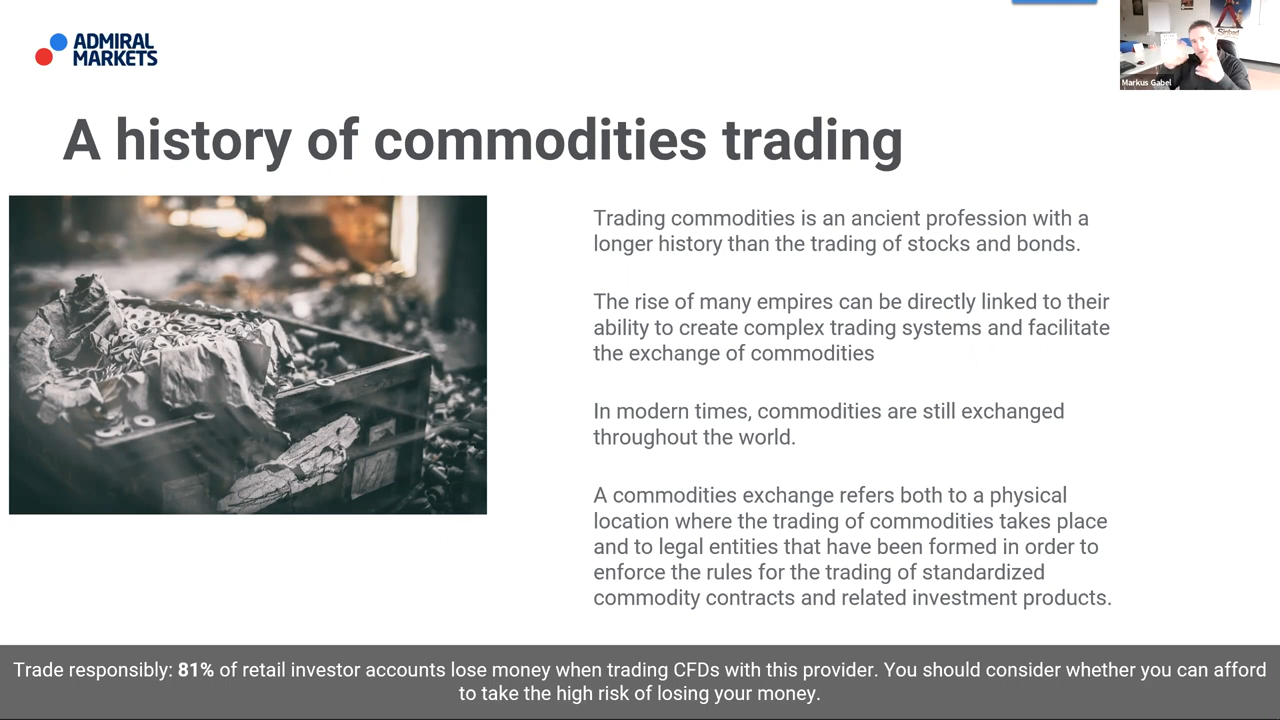 ADMIRAL
MARKETS
Markus Gabel
A history of commodities trading
Trading commodities is an ancient profession with a
longer history than the trading of stocks and bonds.
The rise of many empires can be directly linked to their
ability to create complex trading systems and facilitate
the exchange of commodities
In modern times, commodities are still exchanged
throughout the world.
A commodities exchange refers both to a physical
location where the trading of commodities takes place
and to legal entities that have been formed in order to
enforce the rules for the trading of standardized
commodity contracts and related investment products.
Trade responsibly: 81% of retail investor accounts lose money when trading CFDs with this provider. You should consider whether you can afford
to take the high risk of losing your money.